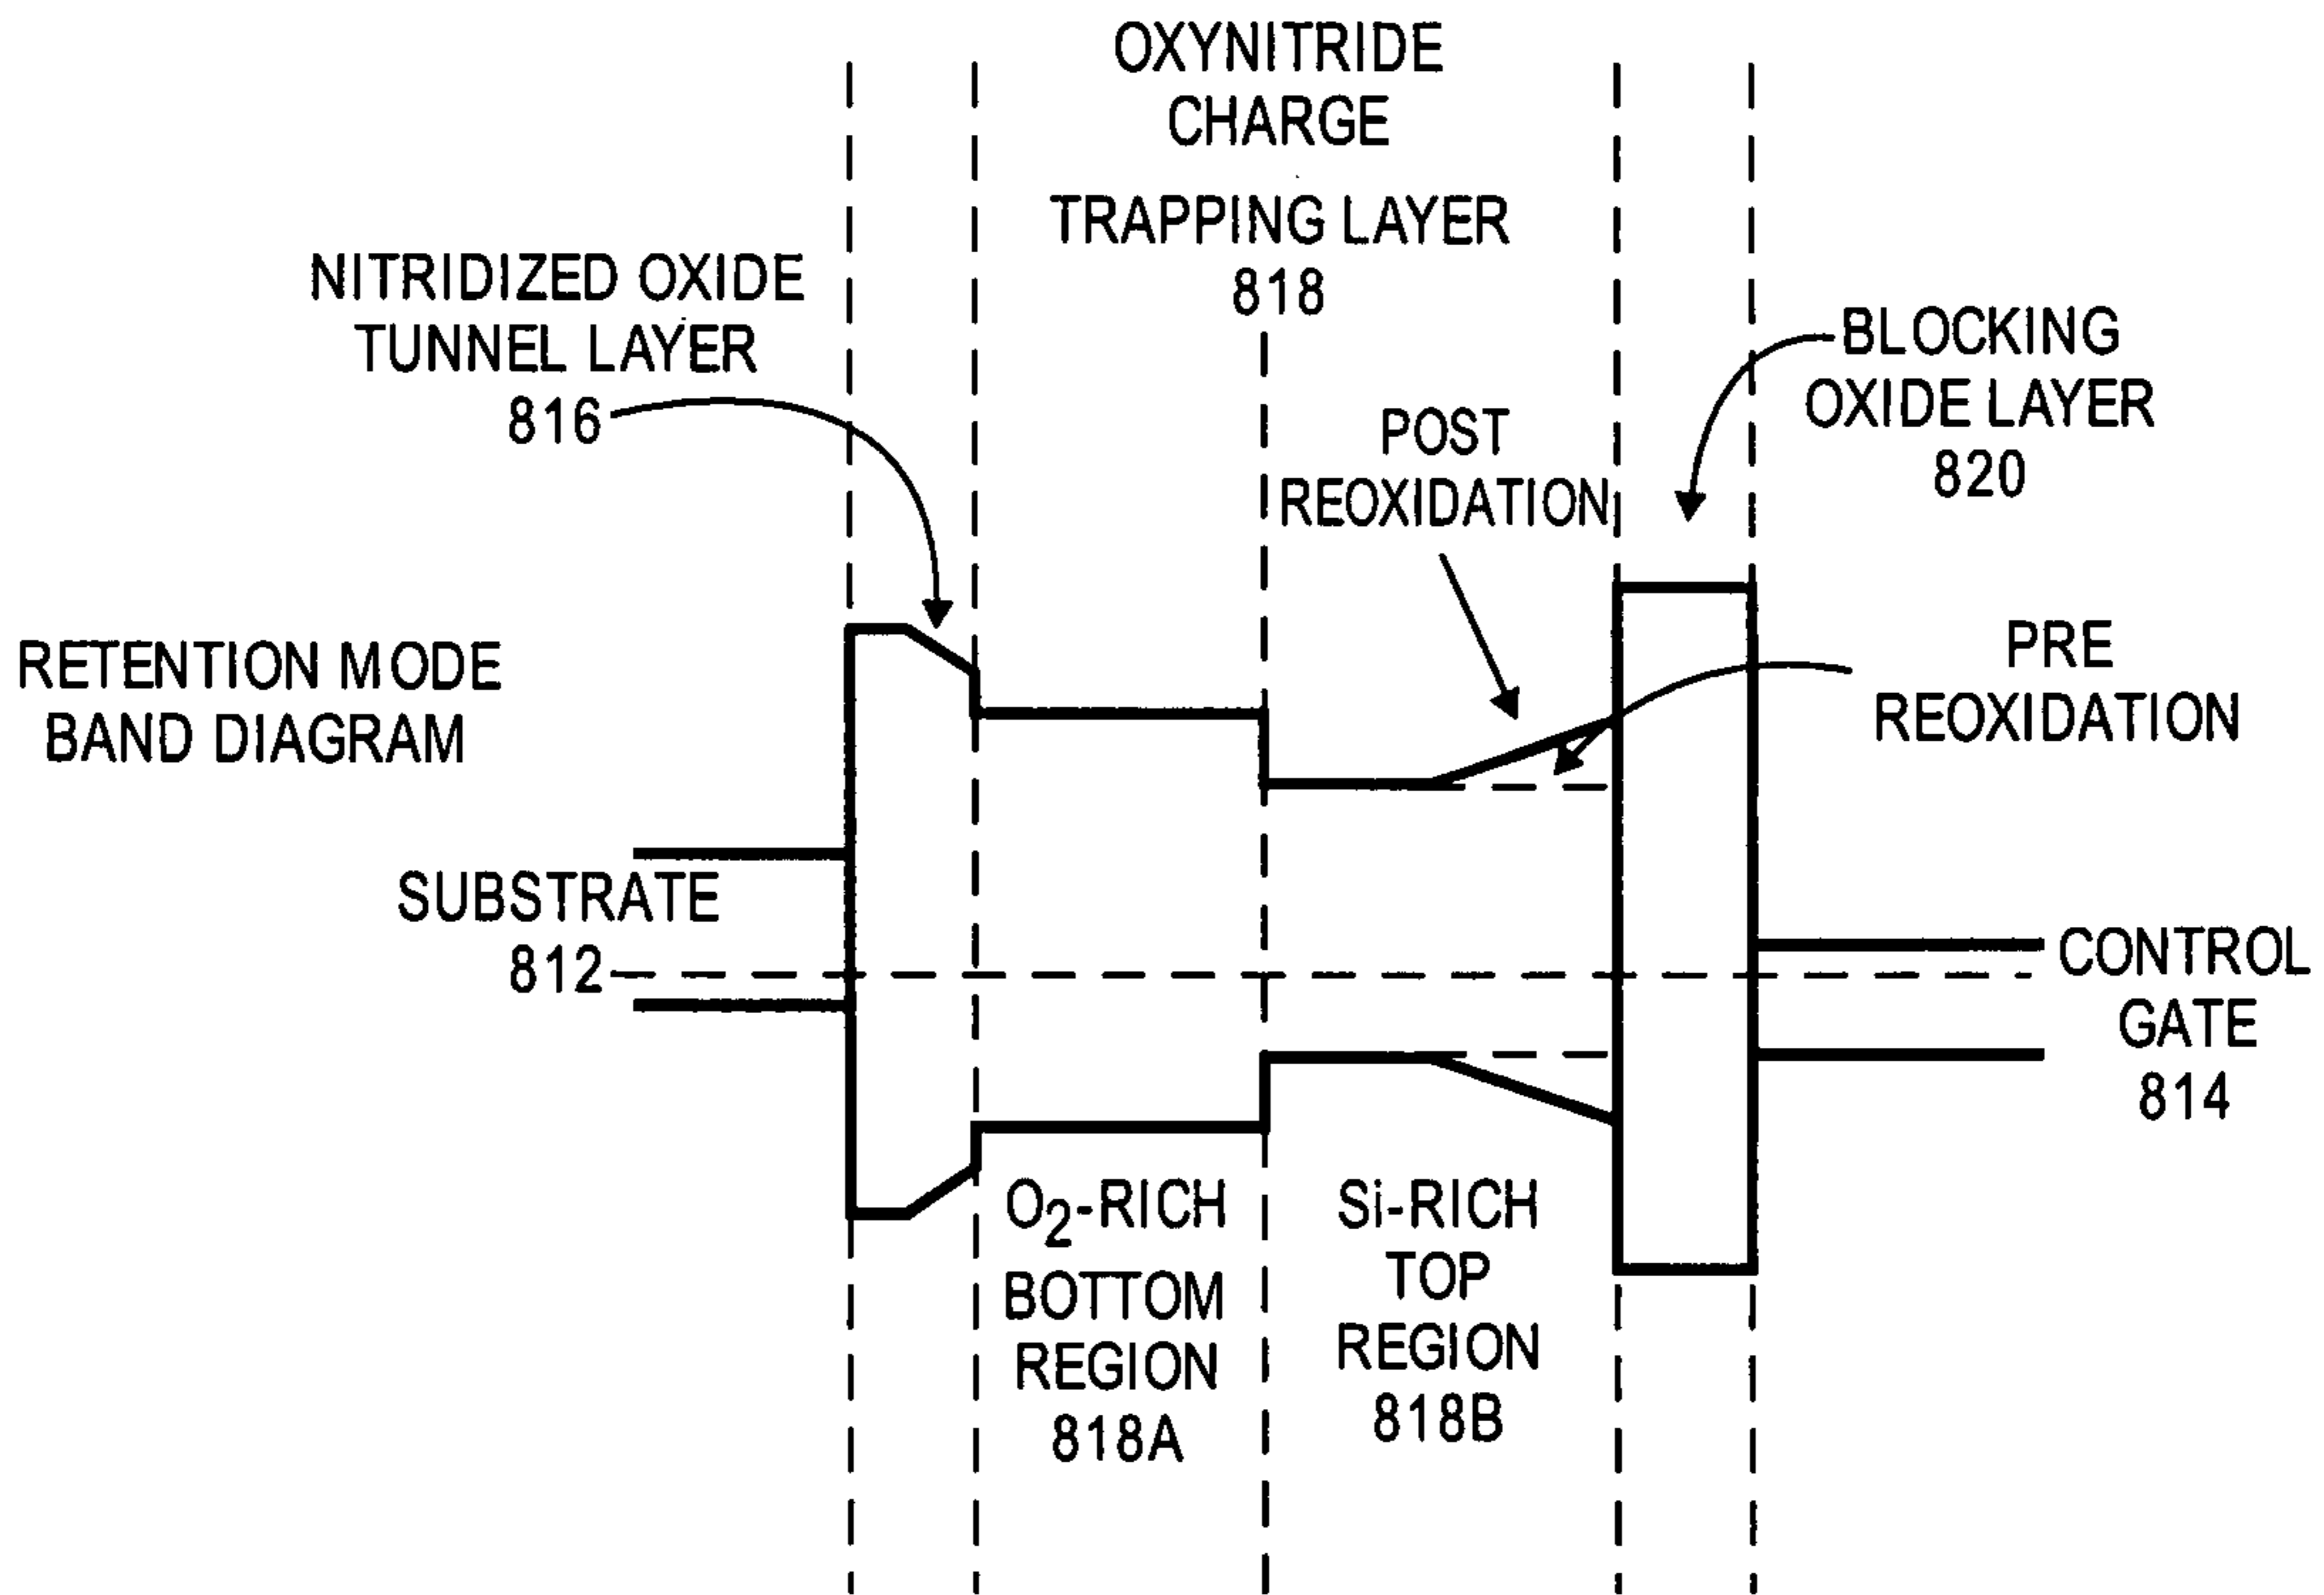 OXYNITRIDE
CHARGE
TRAPPING LAYER
818
NITRIDIZED OXIDE
TUNNEL LAYER
816
BLOCKING
OXIDE LAYER
820
POST
REOXIDATION
PRE
REOXIDATION
RETENTION MODE
BAND DIAGRAM
SUBSTRATE
812
CONTROL
GATE
814
O₂-RICH
BOTTOM
REGION
818A
Si-RICH
TOP
REGION
818B